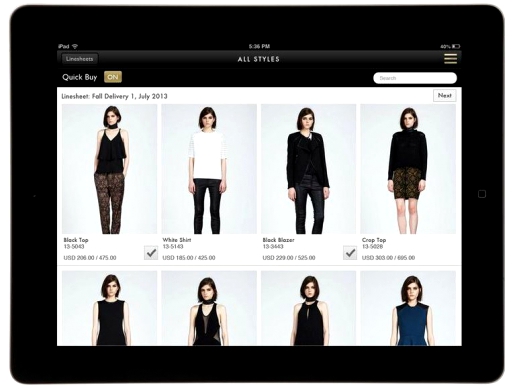 iPad
5:36 PM
40%
Linesheets
ALL STYLES
Quick Buy
ON
Search
Linesheet: Fall Delivery 1, July 2013
Next
Black Top
13-5043
USD 206.00 / 475.00
White Shirt
13-5143
USD 185.00 / 425.00
Black Blazer
13-3443
USD 229.00 / 525.00
Crop Top
13-5028
USD 303.00 / 695.00